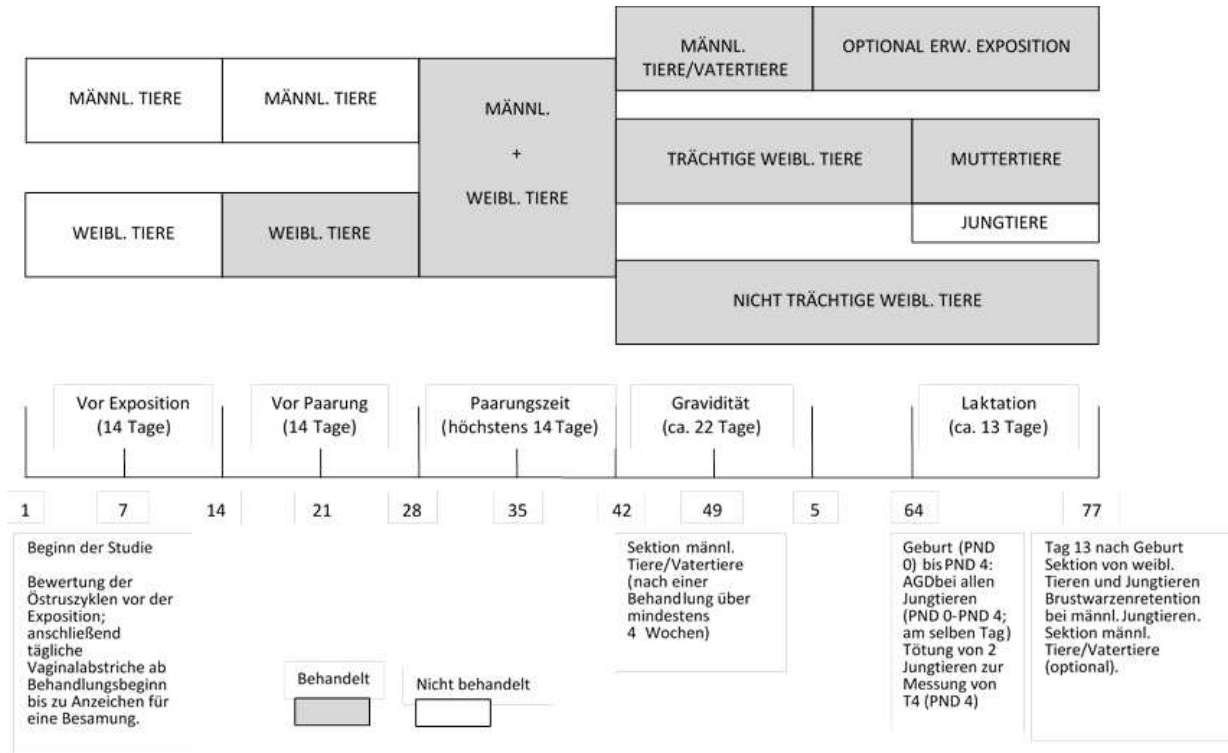 MÄNNL.
TIERE/VATERTIERE
OPTIONAL ERW. EXPOSITION
MÄNNL. TIERE
MÄNNL. TIERE
MÄNNL.
+
WEIBL. TIERE
TRÄCHTIGE WEIBL. TIERE
MUTTERTIERE
JUNGTIERE
WEIBL. TIERE
WEIBL. TIERE
NICHT TRÄCHTIGE WEIBL. TIERE
Vor Exposition
(14 Tage)
Vor Paarung
(14 Tage)
Paarungszeit
(höchstens 14 Tage)
Gravidität
(ca. 22 Tage)
Laktation
(ca. 13 Tage)
1 7 14 21 28 35 42 49 5 64 77
Beginn der Studie
Bewertung der
Östruszyklen vor der
Exposition;
anschließend
tägliche
Vaginalabstriche ab
Behandlungsbeginn
bis zu Anzeichen für
eine Besamung.
Behandelt
Nicht behandelt
Sektion männl.
Tiere/Vatertiere
(nach einer
Behandlung über
mindestens
4 Wochen)
Geburt (PND
0) bis PND 4:
AGDbei allen
Jungtieren
(PND 0-PND 4;
am selben Tag)
Tötung von 2
Jungtieren zur
Messung von
T4 (PND 4)
Tag 13 nach Geburt
Sektion von weibl.
Tieren und Jungtieren
Brustwarzenretention
bei männl. Jungtieren.
Sektion männl.
Tiere/Vatertiere
(optional).